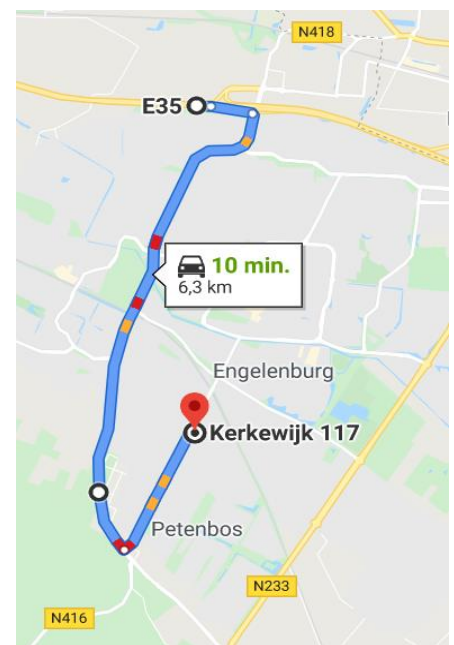 N418
E35
10 min.
6,3 km
Engelenburg
Kerkewijk 117
Petenbos
N233
N416